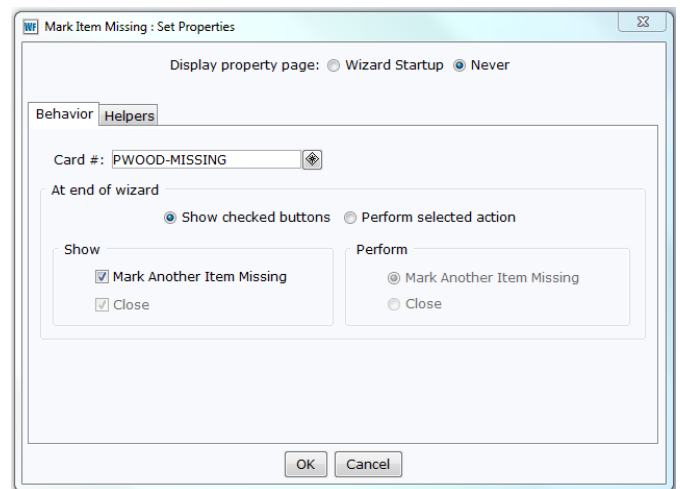 WF Mark Item Missing : Set Properties
Display property page: Wizard Startup Never
Behavior Helpers
Card #: PWOOD-MISSING
At end of wizard
Show checked buttons Perform selected action
Show Perform
Mark Another Item Missing Mark Another Item Missing
Close Close
OK Cancel